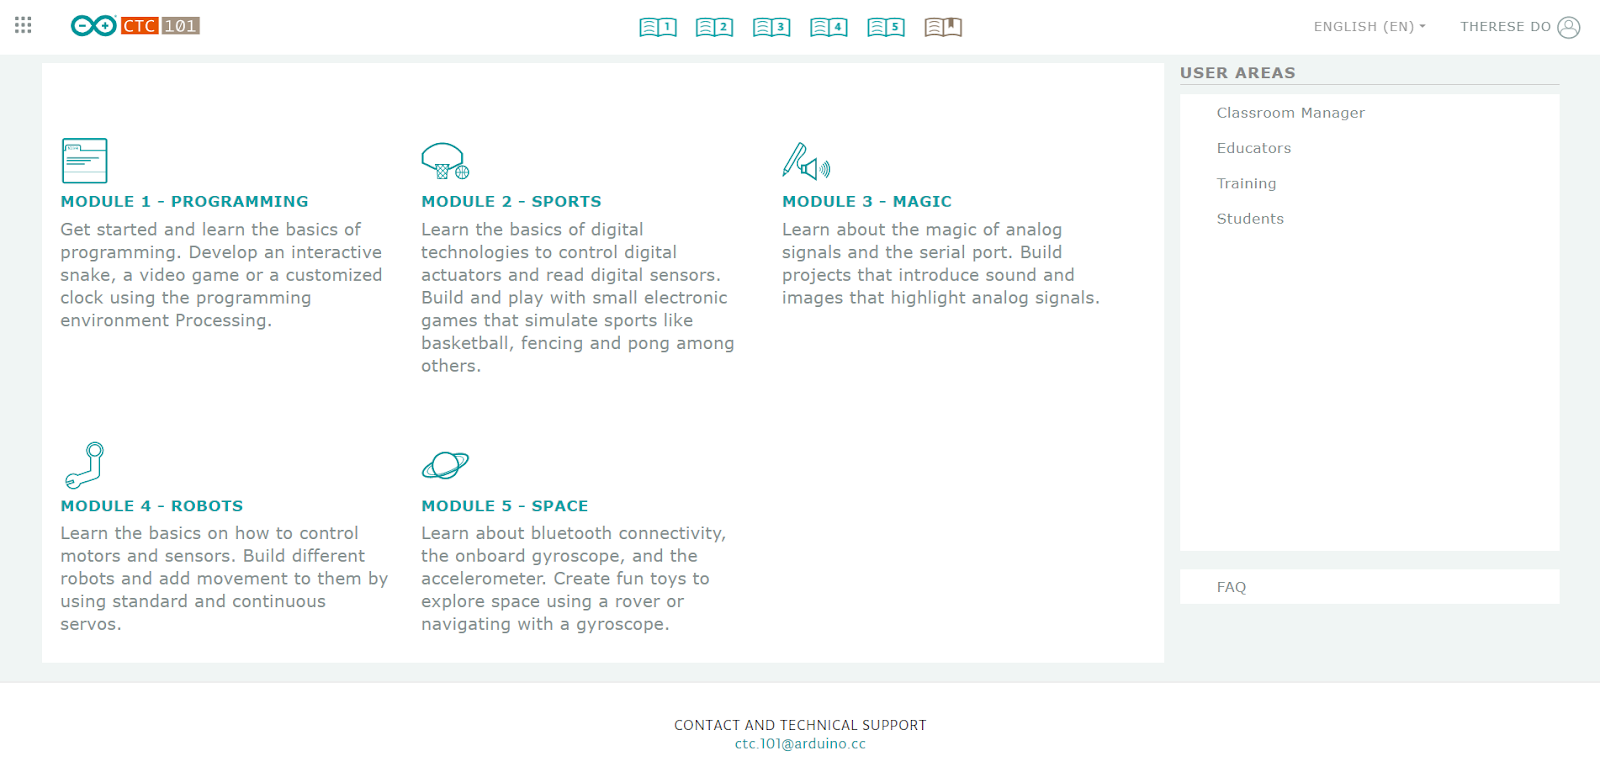 CTC 101
1 2 3 4 5
ENGLISH (EN)
THERESE DO
MODULE 1 - PROGRAMMING
Get started and learn the basics of
programming. Develop an interactive
snake, a video game or a customized
clock using the programming
environment Processing.
MODULE 2 - SPORTS
Learn the basics of digital
technologies to control digital
actuators and read digital sensors.
Build and play with small electronic
games that simulate sports like
basketball, fencing and pong among
others.
MODULE 3 - MAGIC
Learn about the magic of analog
signals and the serial port. Build
projects that introduce sound and
images that highlight analog signals.
MODULE 4 - ROBOTS
Learn the basics on how to control
motors and sensors. Build different
robots and add movement to them by
using standard and continuous
servos.
MODULE 5 - SPACE
Learn about bluetooth connectivity,
the onboard gyroscope, and the
accelerometer. Create fun toys to
explore space using a rover or
navigating with a gyroscope.
USER AREAS
Classroom Manager
Educators
Training
Students
FAQ
CONTACT AND TECHNICAL SUPPORT
ctc.101@arduino.cc